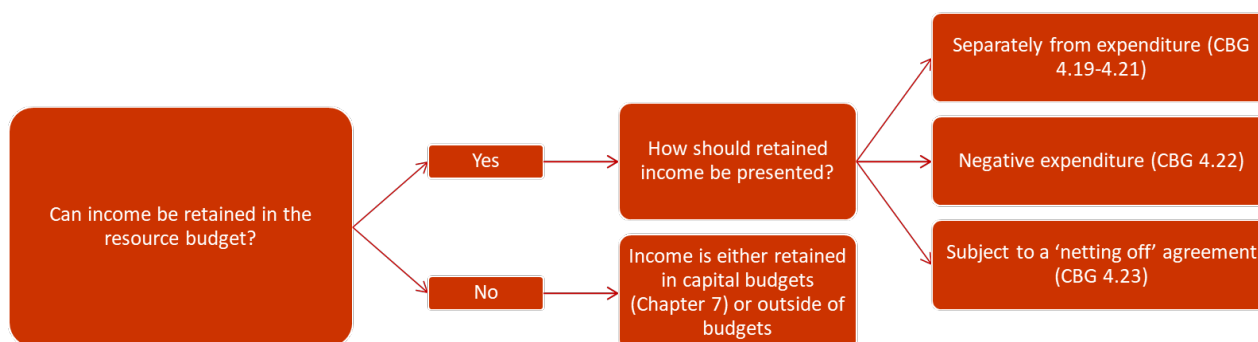 Can income be retained in the
resource budget?
Yes
No
How should retained
income be presented?
Income is either retained
in capital budgets
(Chapter 7) or outside of
budgets
Separately from expenditure (CBG
4.19-4.21)
Negative expenditure (CBG 4.22)
Subject to a ‘netting off’ agreement
(CBG 4.23)